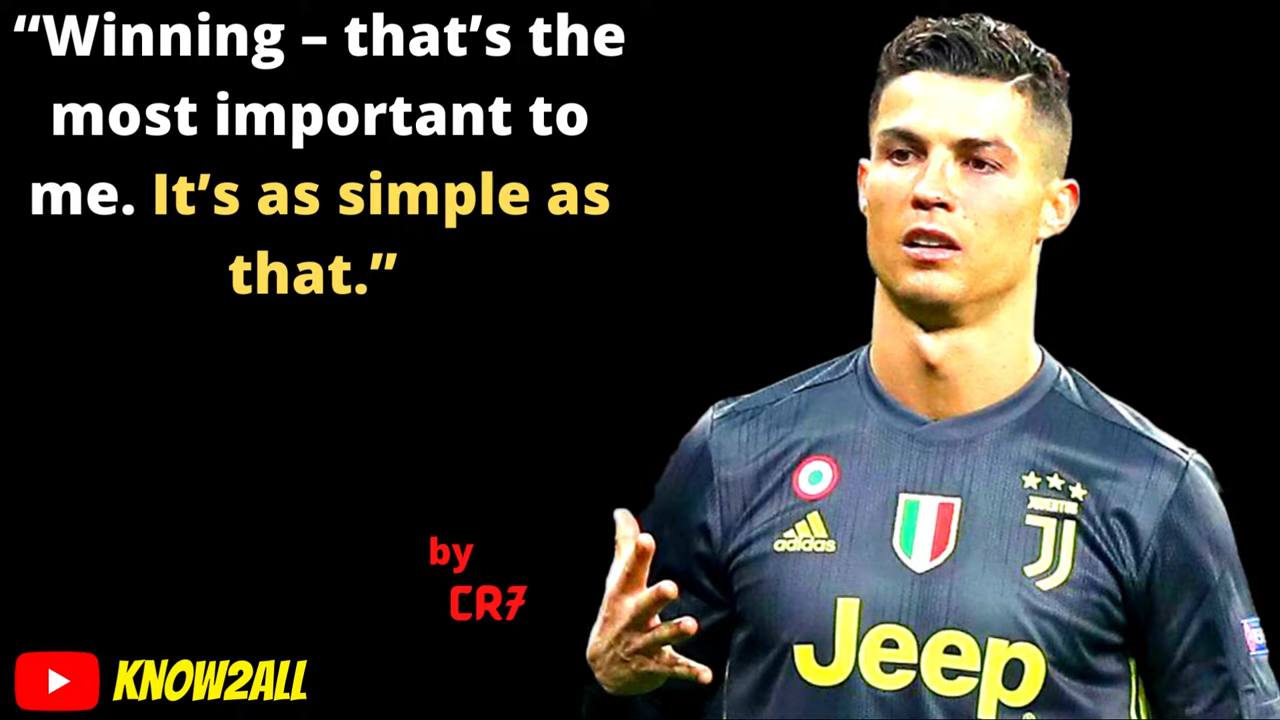 “Winning – that’s the
most important to
me. It’s as simple as
that.”
by
CR7
KNOW2ALL
adidas
JUVENTUS
Jeep